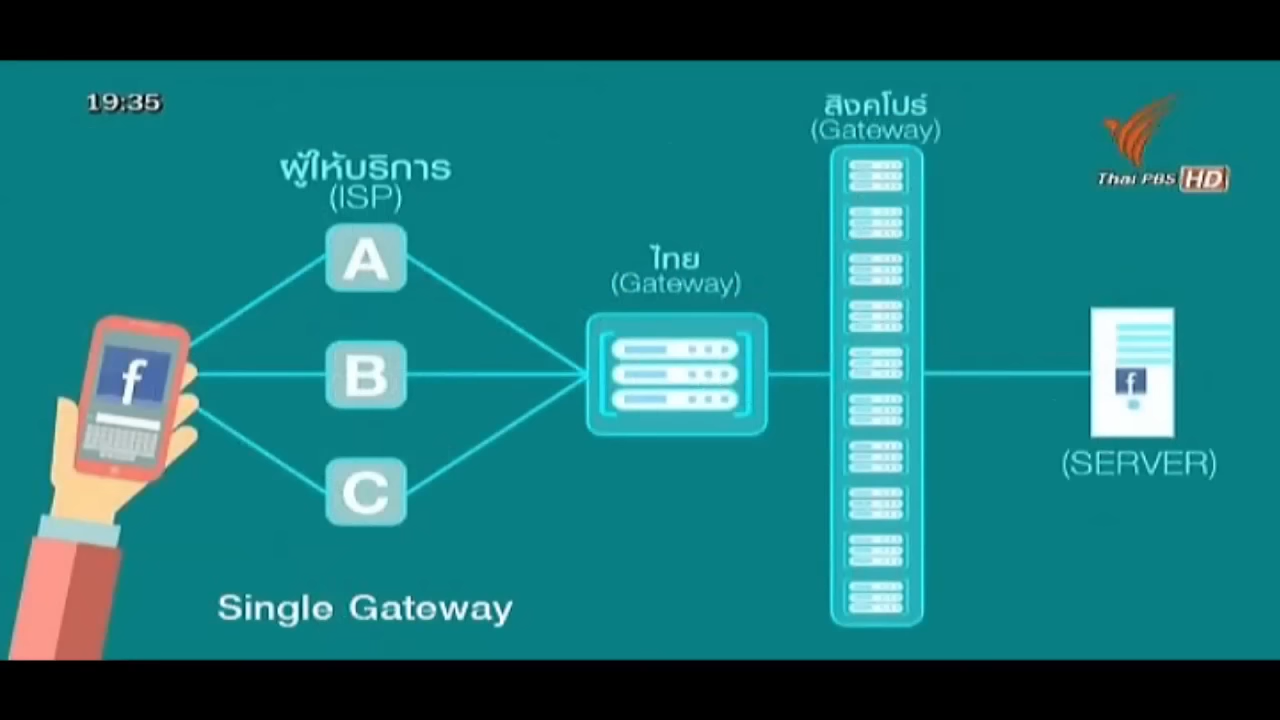 19:35
สิงคโปร์
(Gateway)
Thai PBS HD
ผู้ให้บริการ
(ISP)
A
ไทย
(Gateway)
f
B
f
(SERVER)
C
Single Gateway